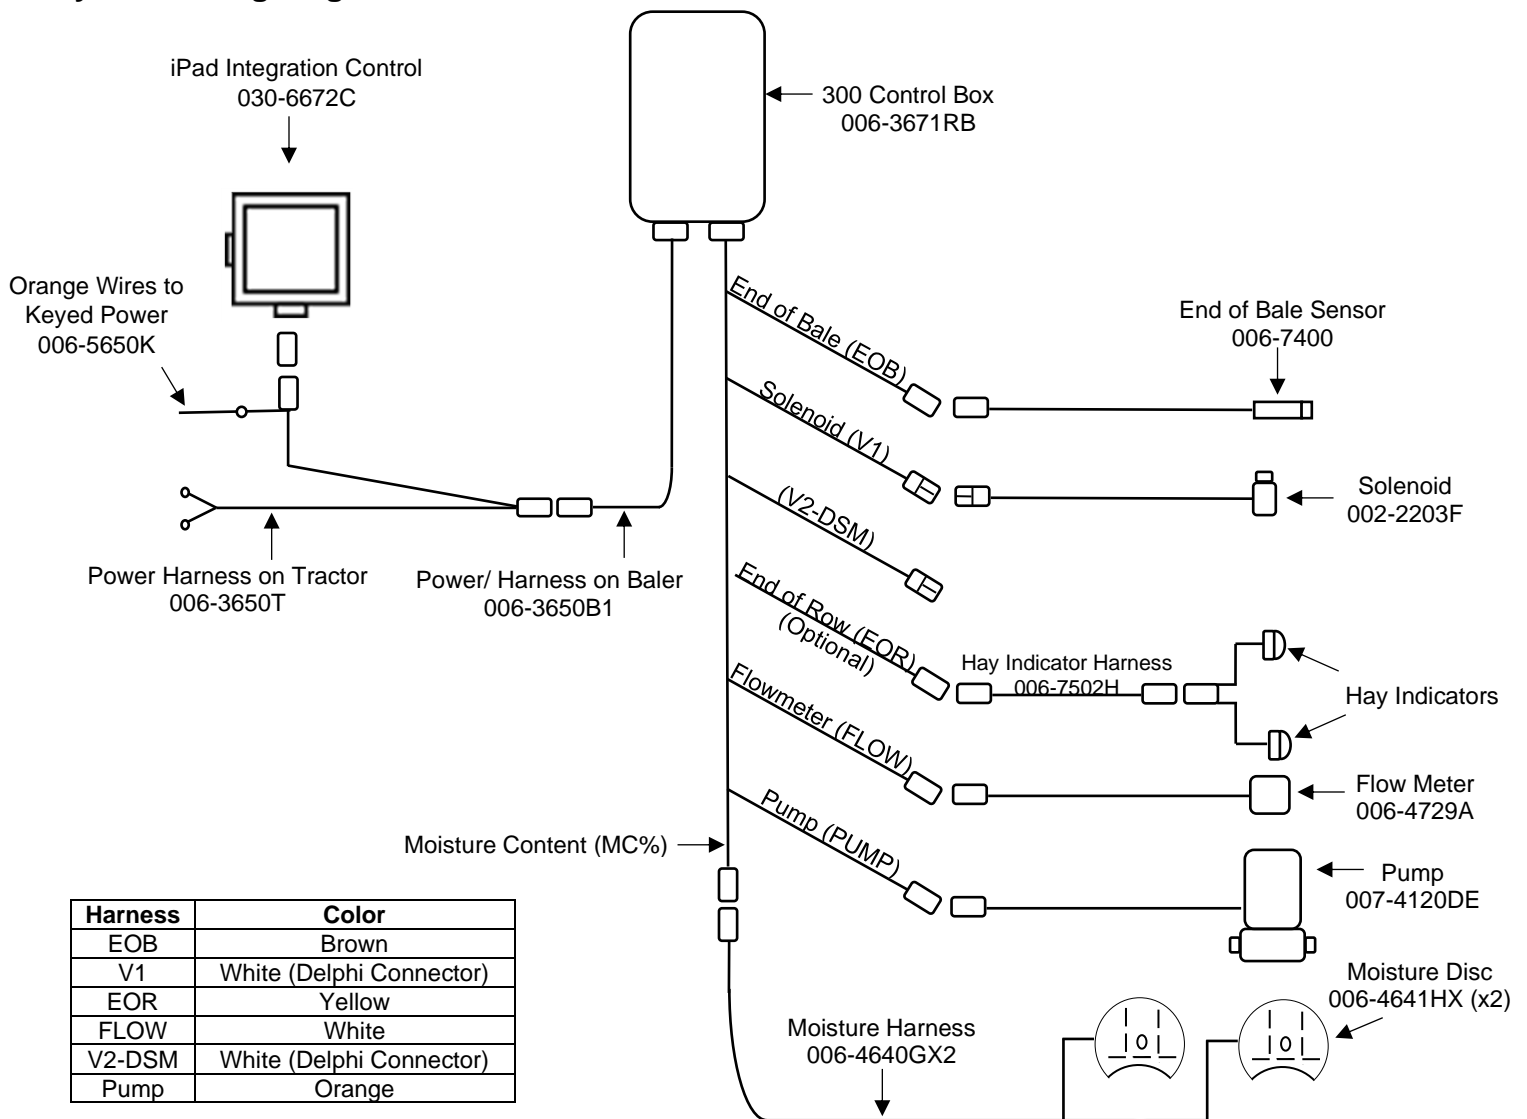 iPad Integration Control
030-6672C
300 Control Box
006-3671RB
Orange Wires to
Keyed Power
006-5650K
End of Bale (EOB)
End of Bale Sensor
006-7400
Solenoid (V1)
Solenoid
002-2203F
(V2-DSM)
Power Harness on Tractor
006-3650T
Power/ Harness on Baler
006-3650B1
End of Row (EOR)
(Optional)
Hay Indicator Harness
006-7502H
Hay Indicators
Flowmeter (FLOW)
Flow Meter
006-4729A
Pump (PUMP)
Moisture Content (MC%)
Pump
007-4120DE
Harness Color
EOB Brown
V1 White (Delphi Connector)
EOR Yellow
FLOW White
V2-DSM White (Delphi Connector)
Pump Orange
Moisture Disc
006-4641HX (x2)
Moisture Harness
006-4640GX2